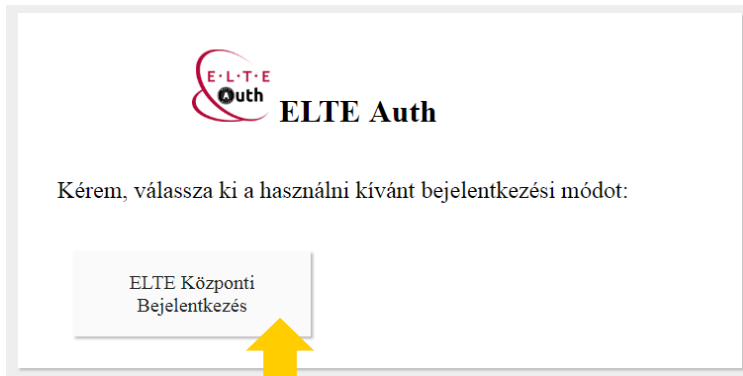 E·L·T·E
Auth
ELTE Auth
Kérem, válassza ki a használni kívánt bejelentkezési módot:
ELTE Központi
Bejelentkezés